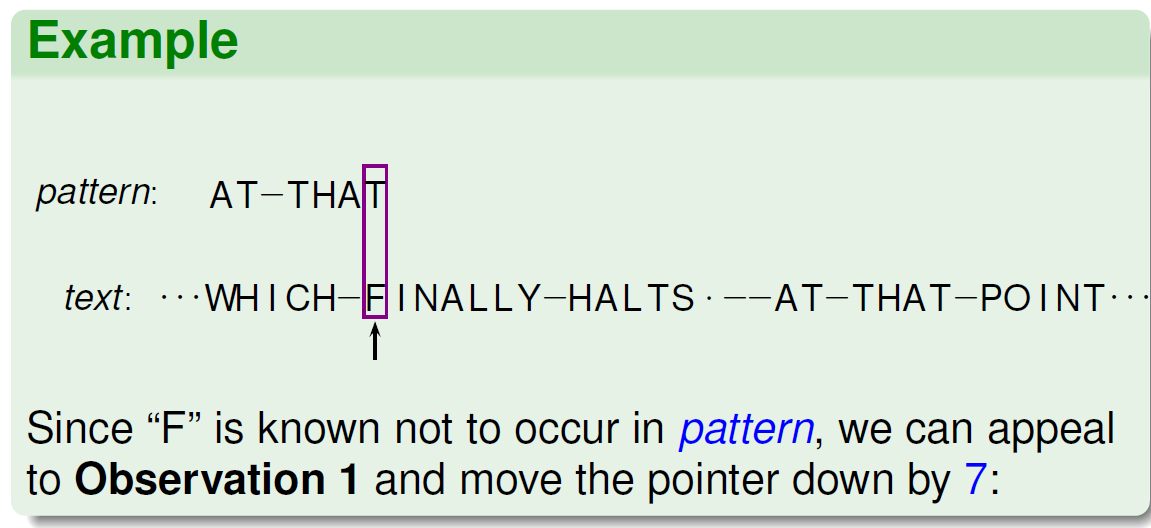 Example
pattern: AT–THAT
text: ···WHICH–FINALLY–HALTS·––AT–THAT–POINT···
Since “F” is known not to occur in pattern, we can appeal
to Observation 1 and move the pointer down by 7: